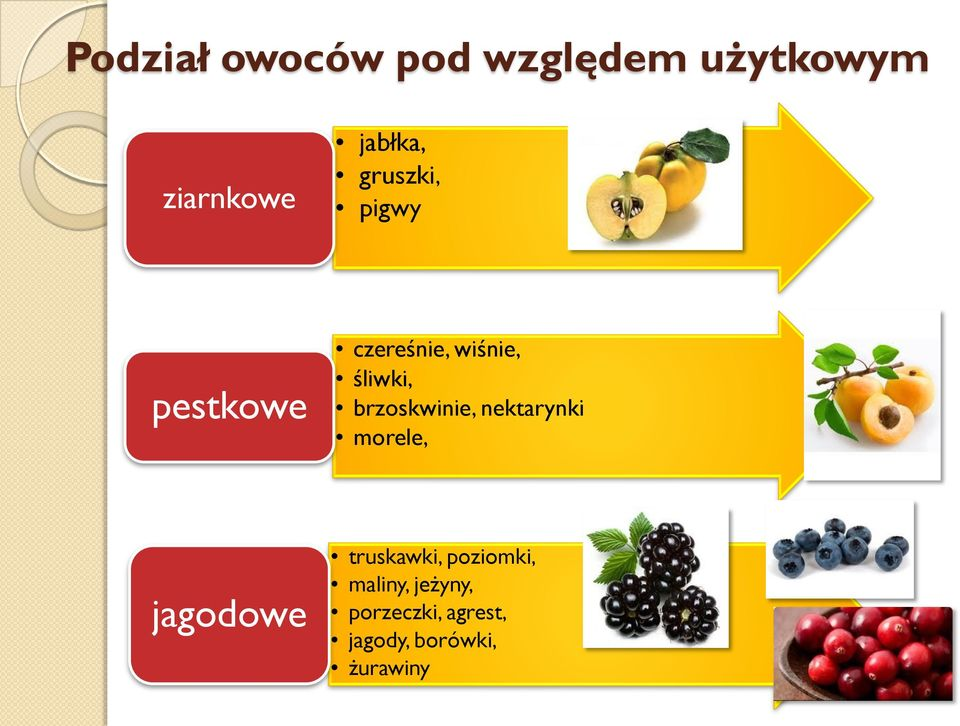 Podział owoców pod względem użytkowym
ziarnkowe
• jabłka,
• gruszki,
• pigwy
pestkowe
• czereśnie, wiśnie,
• śliwki,
• brzoskwinie, nektarynki
• morele,
jagodowe
• truskawki, poziomki,
• maliny, jeżyny,
• porzeczki, agrest,
• jagody, borówki,
• żurawiny